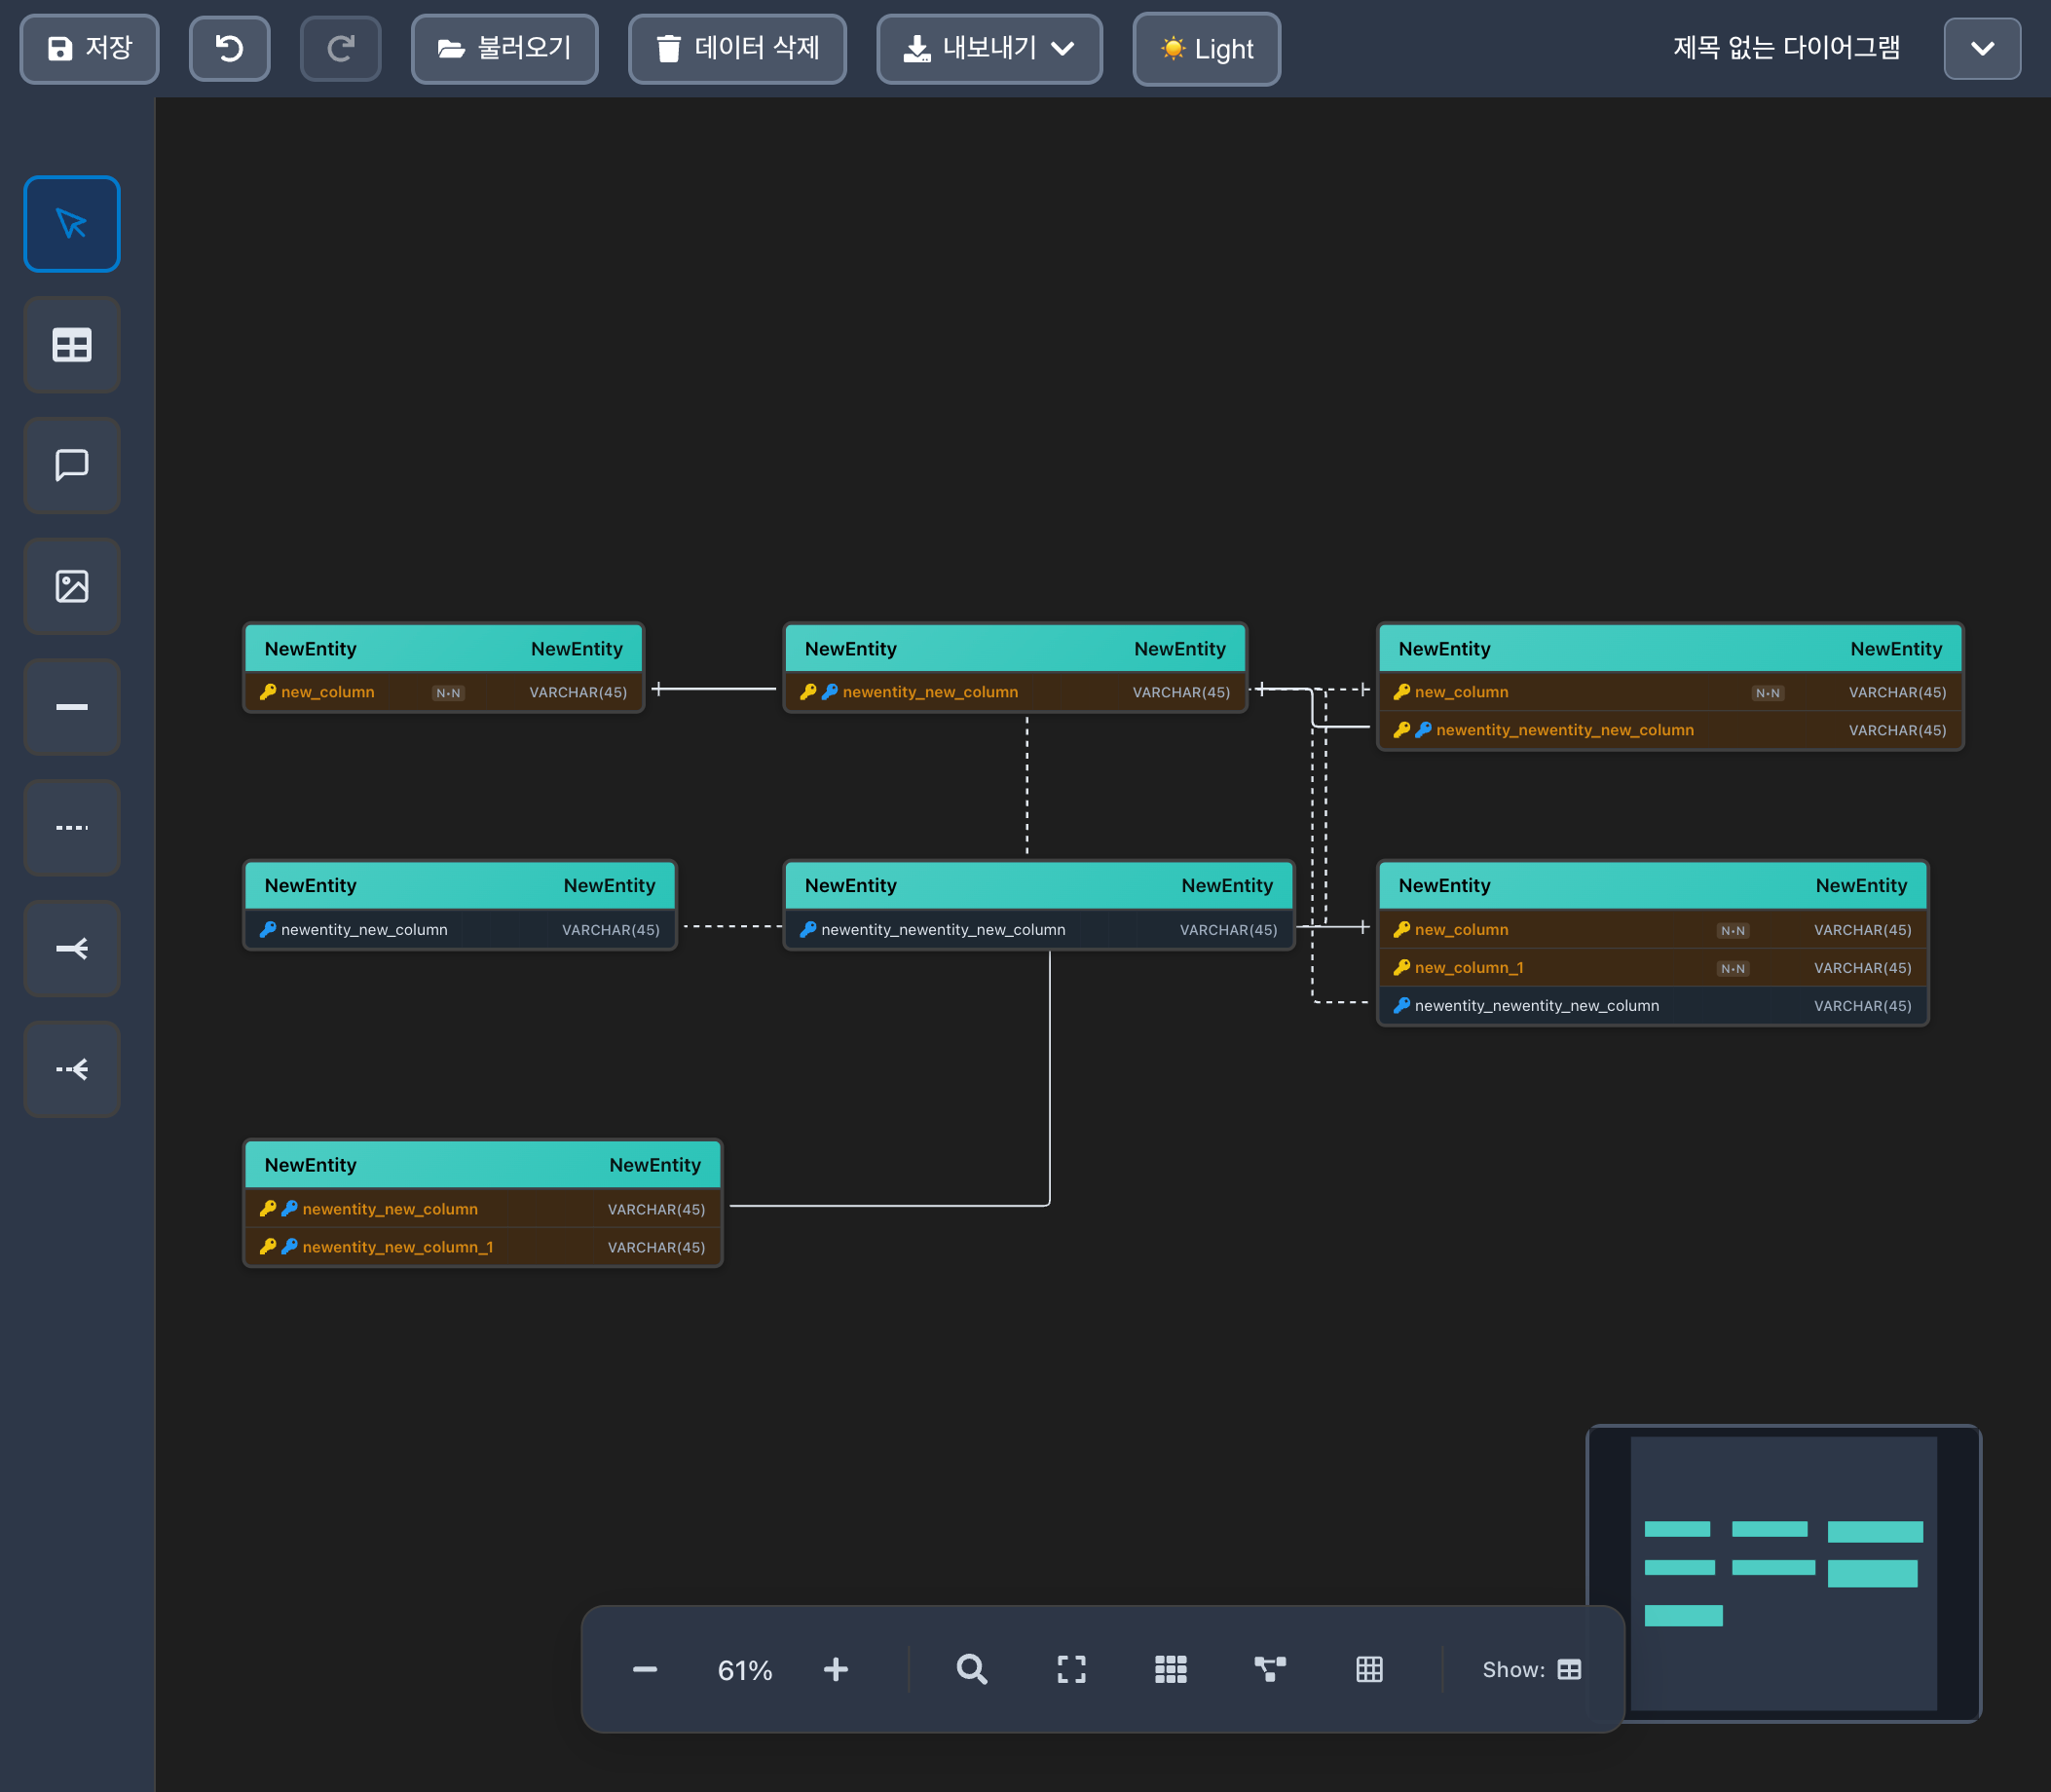 저장 불러오기 데이터 삭제 내보내기 Light 제목 없는 다이어그램
NewEntity NewEntity
new_column N·N VARCHAR(45)
NewEntity NewEntity
newentity_new_column VARCHAR(45)
NewEntity NewEntity
new_column N·N VARCHAR(45)
newentity_newentity_new_column VARCHAR(45)
NewEntity NewEntity
newentity_new_column VARCHAR(45)
NewEntity NewEntity
newentity_newentity_new_column VARCHAR(45)
NewEntity NewEntity
new_column N·N VARCHAR(45)
new_column_1 N·N VARCHAR(45)
newentity_newentity_new_column VARCHAR(45)
NewEntity NewEntity
newentity_new_column VARCHAR(45)
newentity_new_column_1 VARCHAR(45)
61% Show: